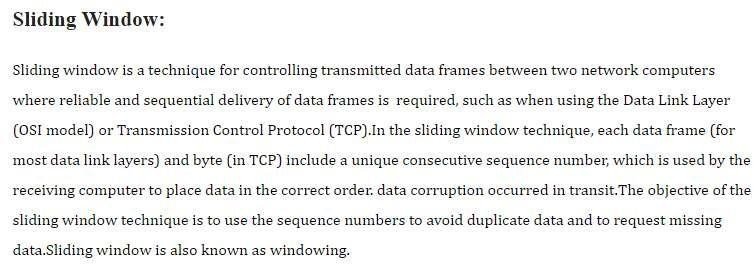 Sliding Window:
Sliding window is a technique for controlling transmitted data frames between two network computers
where reliable and sequential delivery of data frames is  required, such as when using the Data Link Layer
(OSI model) or Transmission Control Protocol (TCP).In the sliding window technique, each data frame (for
most data link layers) and byte (in TCP) include a unique consecutive sequence number, which is used by the
receiving computer to place data in the correct order. data corruption occurred in transit.The objective of the
sliding window technique is to use the sequence numbers to avoid duplicate data and to request missing
data.Sliding window is also known as windowing.